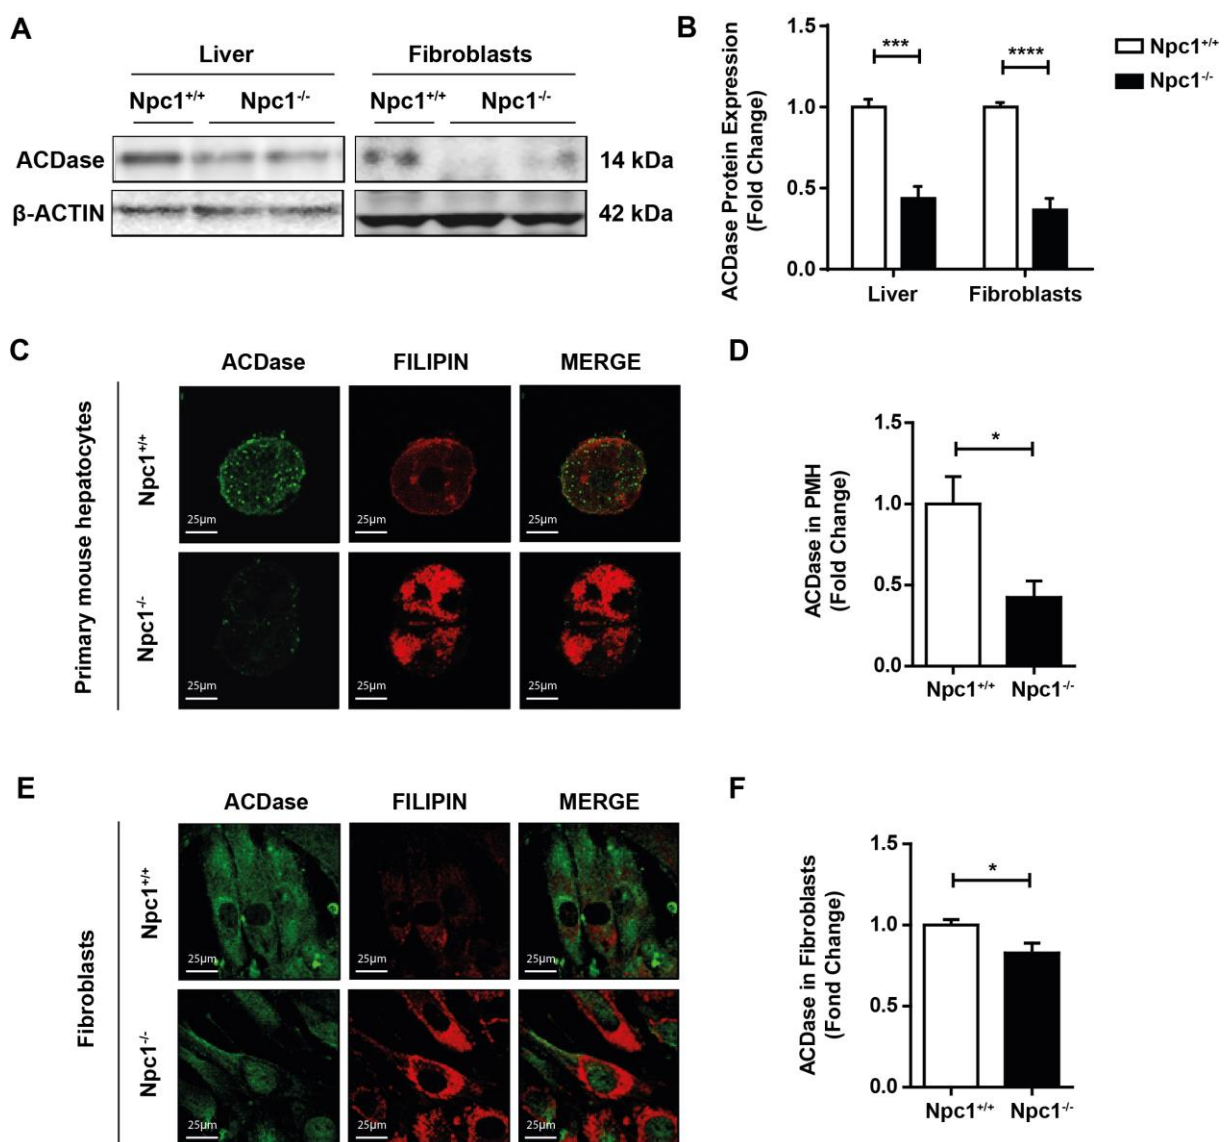 A
Liver
Fibroblasts
Npc1+/+
Npc1-/-
Npc1+/+
Npc1-/-
ACDase
14 kDa
β-ACTIN
42 kDa
B
ACDase Protein Expression
(Fold Change)
1.5
1.0
0.5
0.0
***
****
Liver
Fibroblasts
Npc1+/+
Npc1-/-
C
ACDase
FILIPIN
MERGE
Primary mouse hepatocytes
Npc1+/+
25µm
25µm
25µm
Npc1-/-
25µm
25µm
25µm
D
ACDase in PMH
(Fold Change)
1.5
1.0
0.5
0.0
*
Npc1+/+
Npc1-/-
E
ACDase
FILIPIN
MERGE
Fibroblasts
Npc1+/+
25µm
25µm
25µm
Npc1-/-
25µm
25µm
25µm
F
ACDase in Fibroblasts
(Fond Change)
1.5
1.0
0.5
0.0
*
Npc1+/+
Npc1-/-